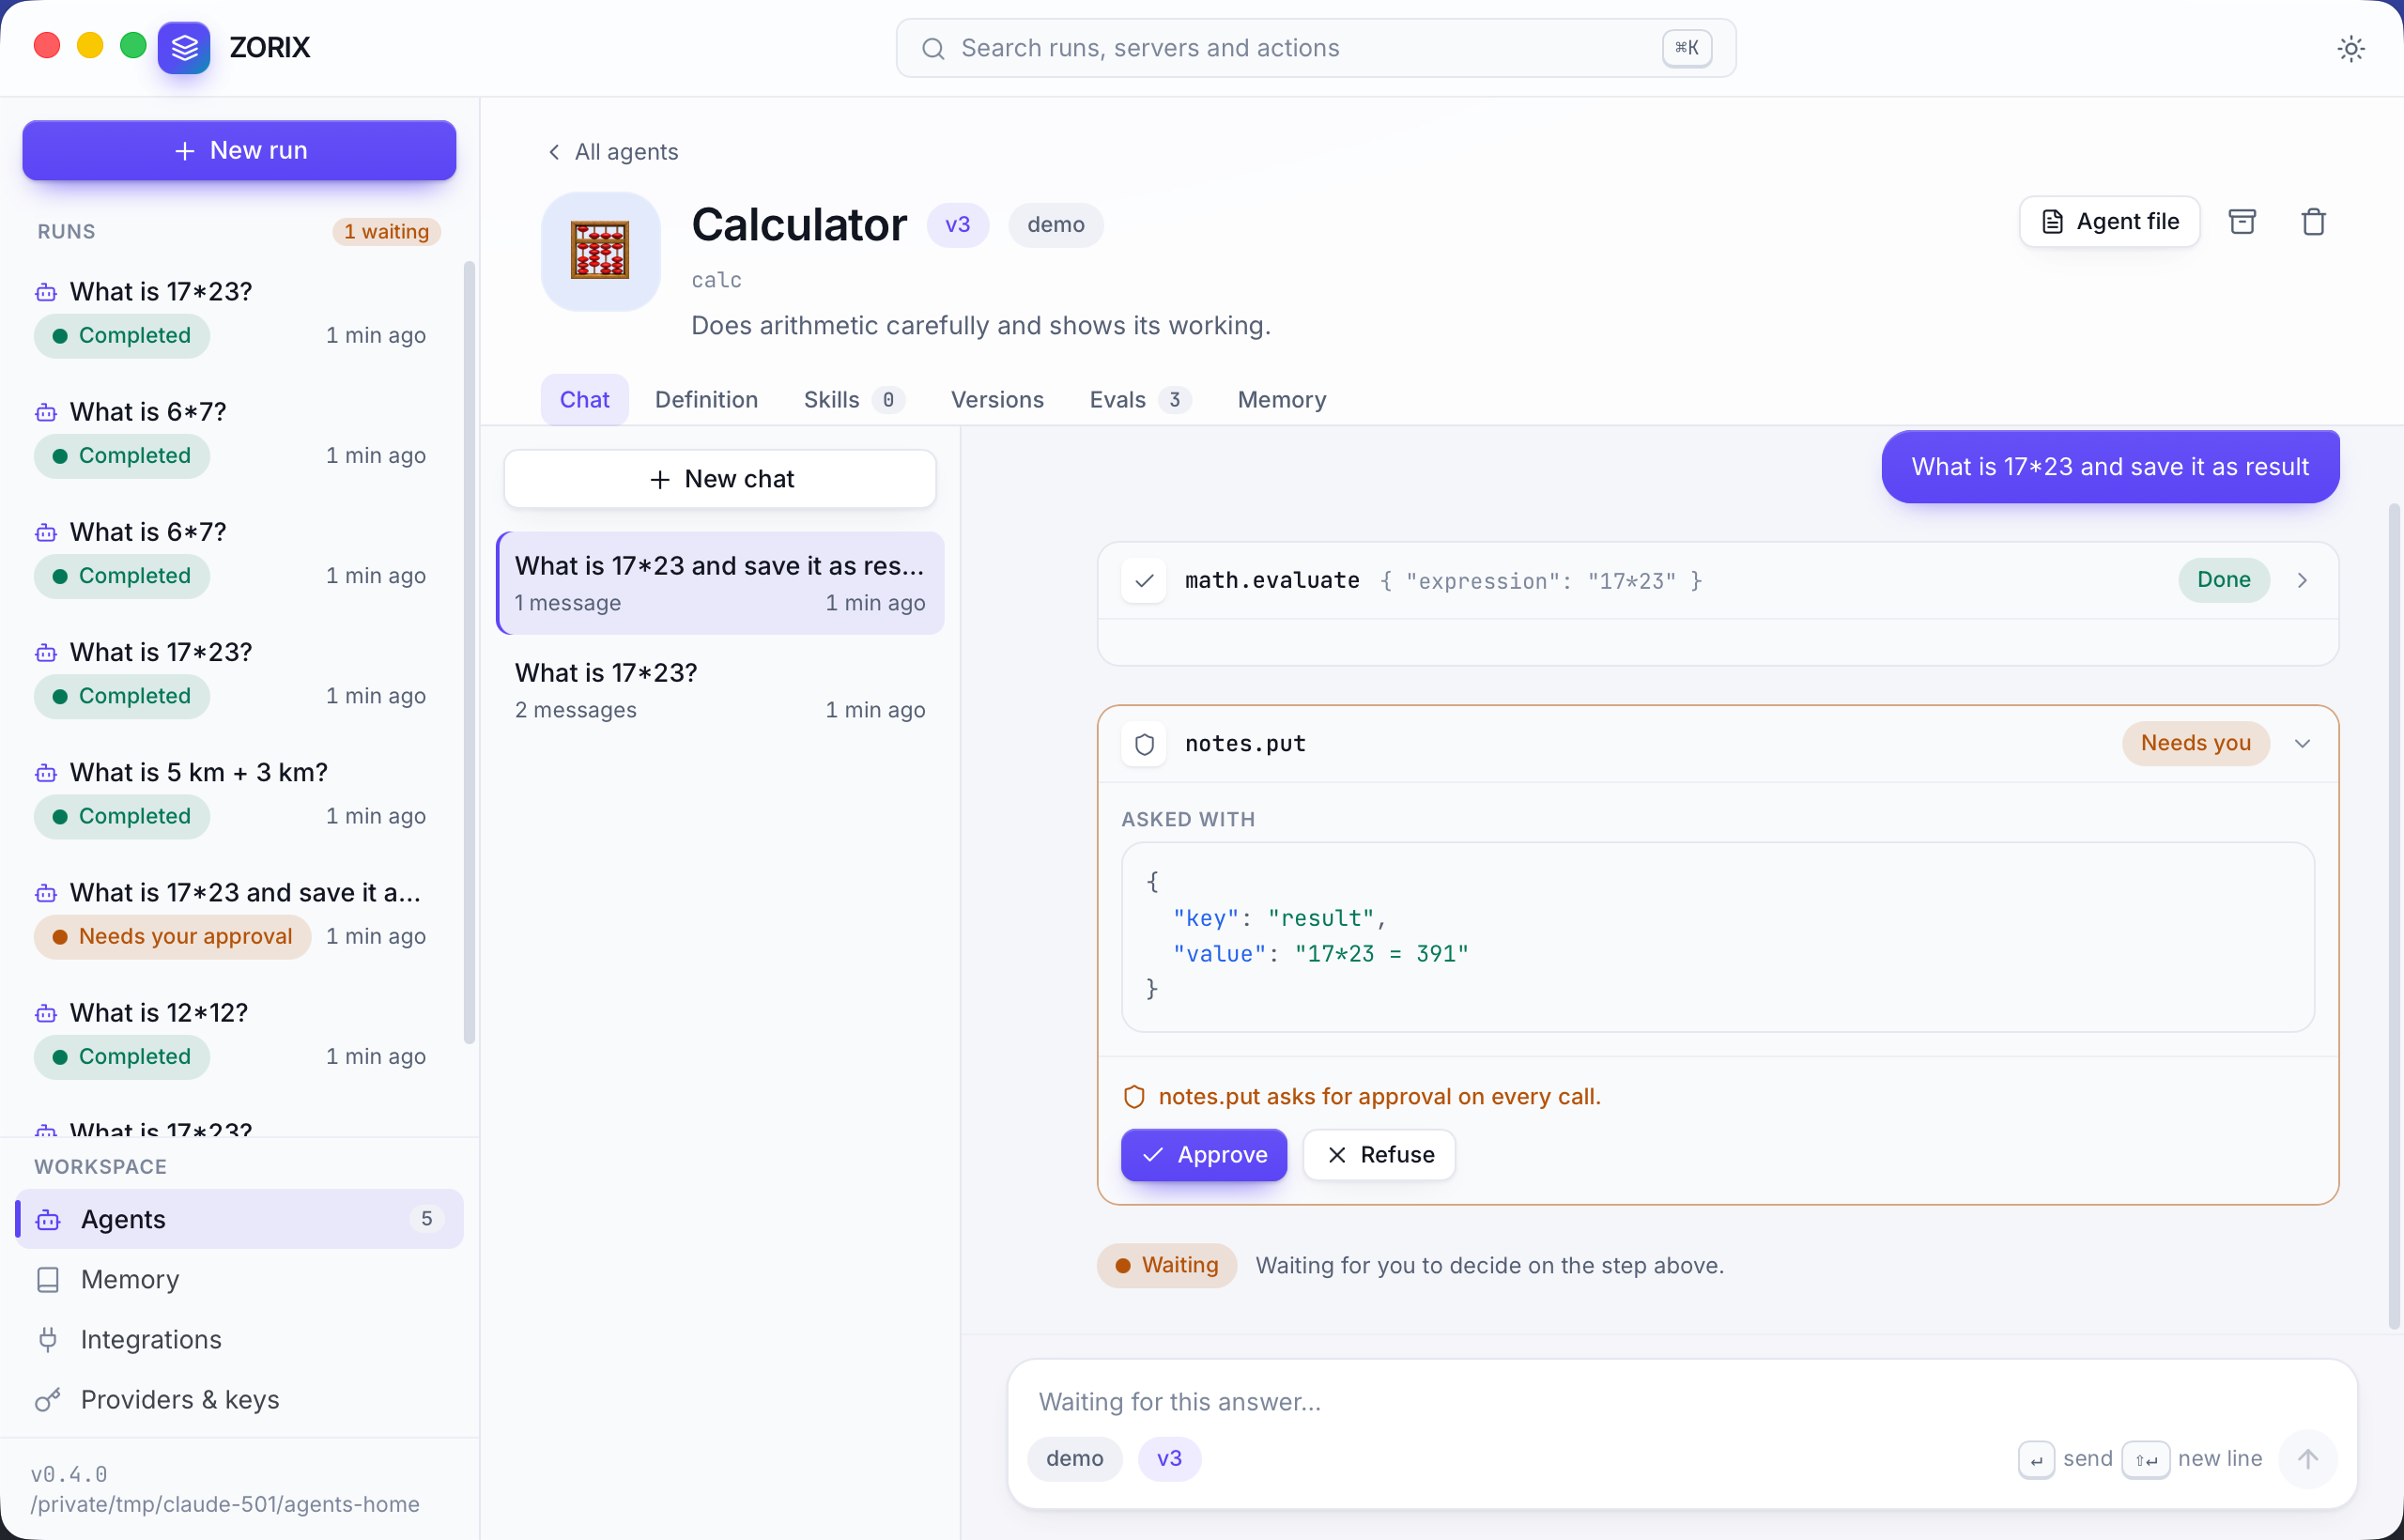 ZORIX
Search runs, servers and actions
⌘K
+ New run
RUNS
1 waiting
What is 17*23?
Completed
1 min ago
What is 6*7?
Completed
1 min ago
What is 6*7?
Completed
1 min ago
What is 17*23?
Completed
1 min ago
What is 5 km + 3 km?
Completed
1 min ago
What is 17*23 and save it a...
Needs your approval
1 min ago
What is 12*12?
Completed
1 min ago
What is 17*23?
WORKSPACE
Agents 5
Memory
Integrations
Providers & keys
v0.4.0
/private/tmp/claude-501/agents-home
All agents
Calculator v3 demo
calc
Does arithmetic carefully and shows its working.
Agent file
Chat Definition Skills 0 Versions Evals 3 Memory
+ New chat
What is 17*23 and save it as res...
1 message 1 min ago
What is 17*23?
2 messages 1 min ago
What is 17*23 and save it as result
math.evaluate { "expression": "17*23" } Done
notes.put Needs you
ASKED WITH
{
"key": "result",
"value": "17*23 = 391"
}
notes.put asks for approval on every call.
Approve Refuse
Waiting Waiting for you to decide on the step above.
Waiting for this answer...
demo v3
↵ send ⇧↵ new line